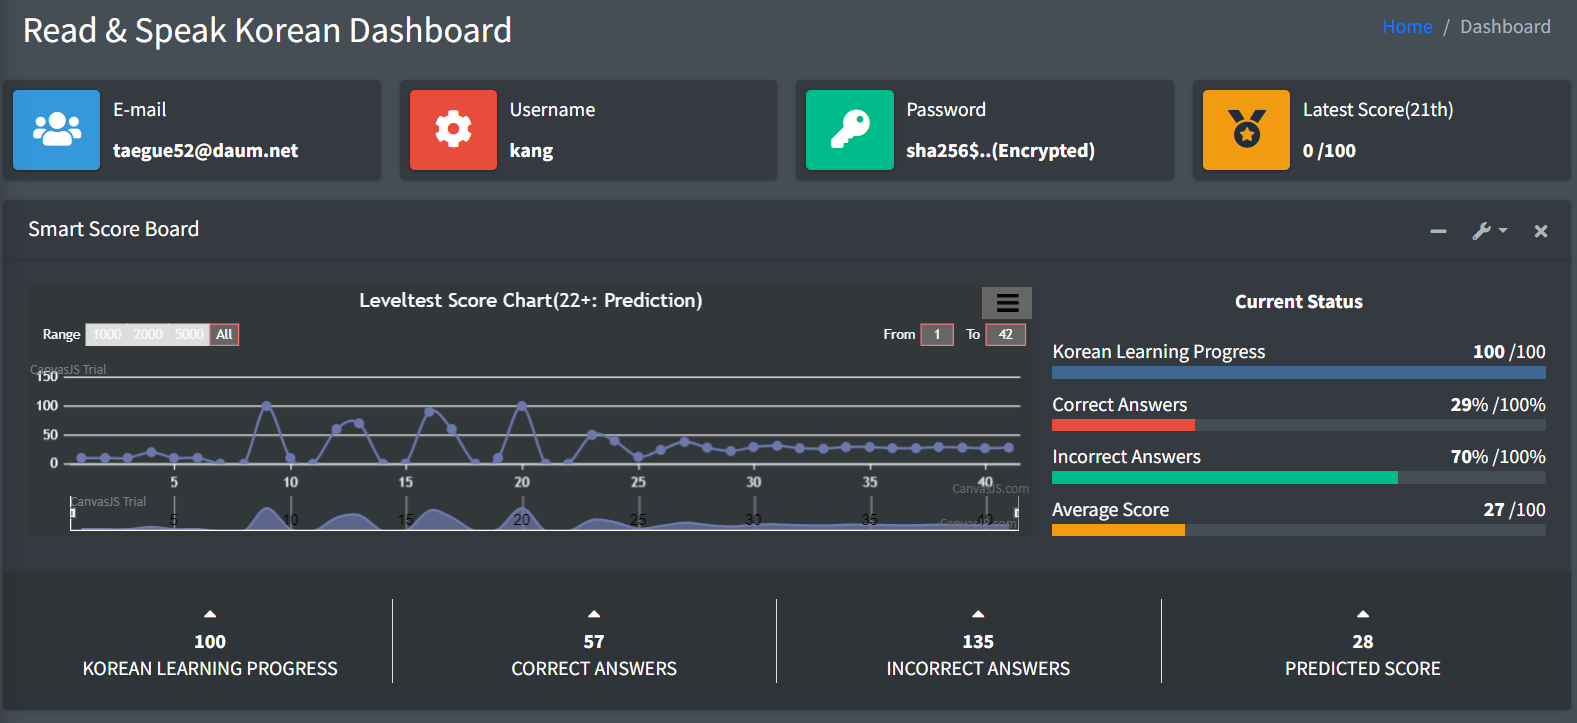 Read & Speak Korean Dashboard
Home / Dashboard
E-mail
taegue52@daum.net
Username
kang
Password
sha256$..(Encrypted)
Latest Score(21th)
0 /100
Smart Score Board
Leveltest Score Chart(22+: Prediction)
Range 1000 2000 5000 All
From 1 To 42
CanvasJS Trial
150
100
50
0
5 10 15 20 25 30 35 40
CanvasJS.com
CanvasJS Trial
5 10 15 20 25 30 35 40
CanvasJS.com
Current Status
Korean Learning Progress 100 /100
Correct Answers 29% /100%
Incorrect Answers 70% /100%
Average Score 27 /100
100
KOREAN LEARNING PROGRESS
57
CORRECT ANSWERS
135
INCORRECT ANSWERS
28
PREDICTED SCORE